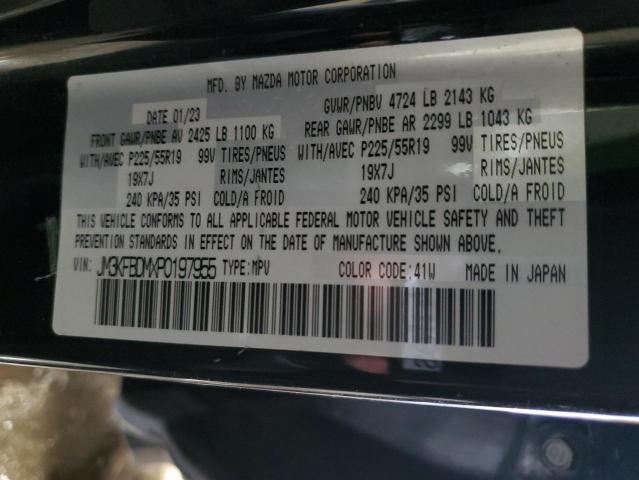 MFD. BY MAZDA MOTOR CORPORATION
DATE 01/23 GVWR/PNBV 4724 LB 2143 KG
FRONT GAWR/PNBE AV 2425 LB 1100 KG REAR GAWR/PNBE AR 2299 LB 1043 KG
WITH/AVEC P225/55R19 99V TIRES/PNEUS WITH/AVEC P225/55R19 99V TIRES/PNEUS
19X7J RIMS/JANTES 19X7J RIMS/JANTES
240 KPA/35 PSI COLD/A FROID 240 KPA/35 PSI COLD/A FROID
THIS VEHICLE CONFORMS TO ALL APPLICABLE FEDERAL MOTOR VEHICLE SAFETY AND THEFT
PREVENTION STANDARDS IN EFFECT ON THE DATE OF MANUFACTURE SHOWN ABOVE.
VIN: JM3KFBDMXP0197955 TYPE:MPV COLOR CODE:41W MADE IN JAPAN